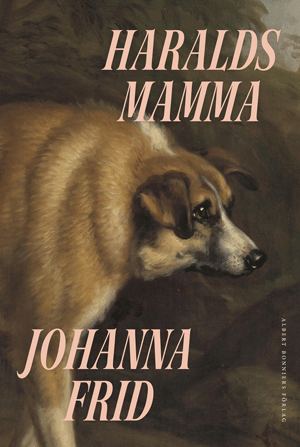 HARALDS
MAMMA
JOHANNA
FRID
ALBERT BONNIERS FÖRLAG